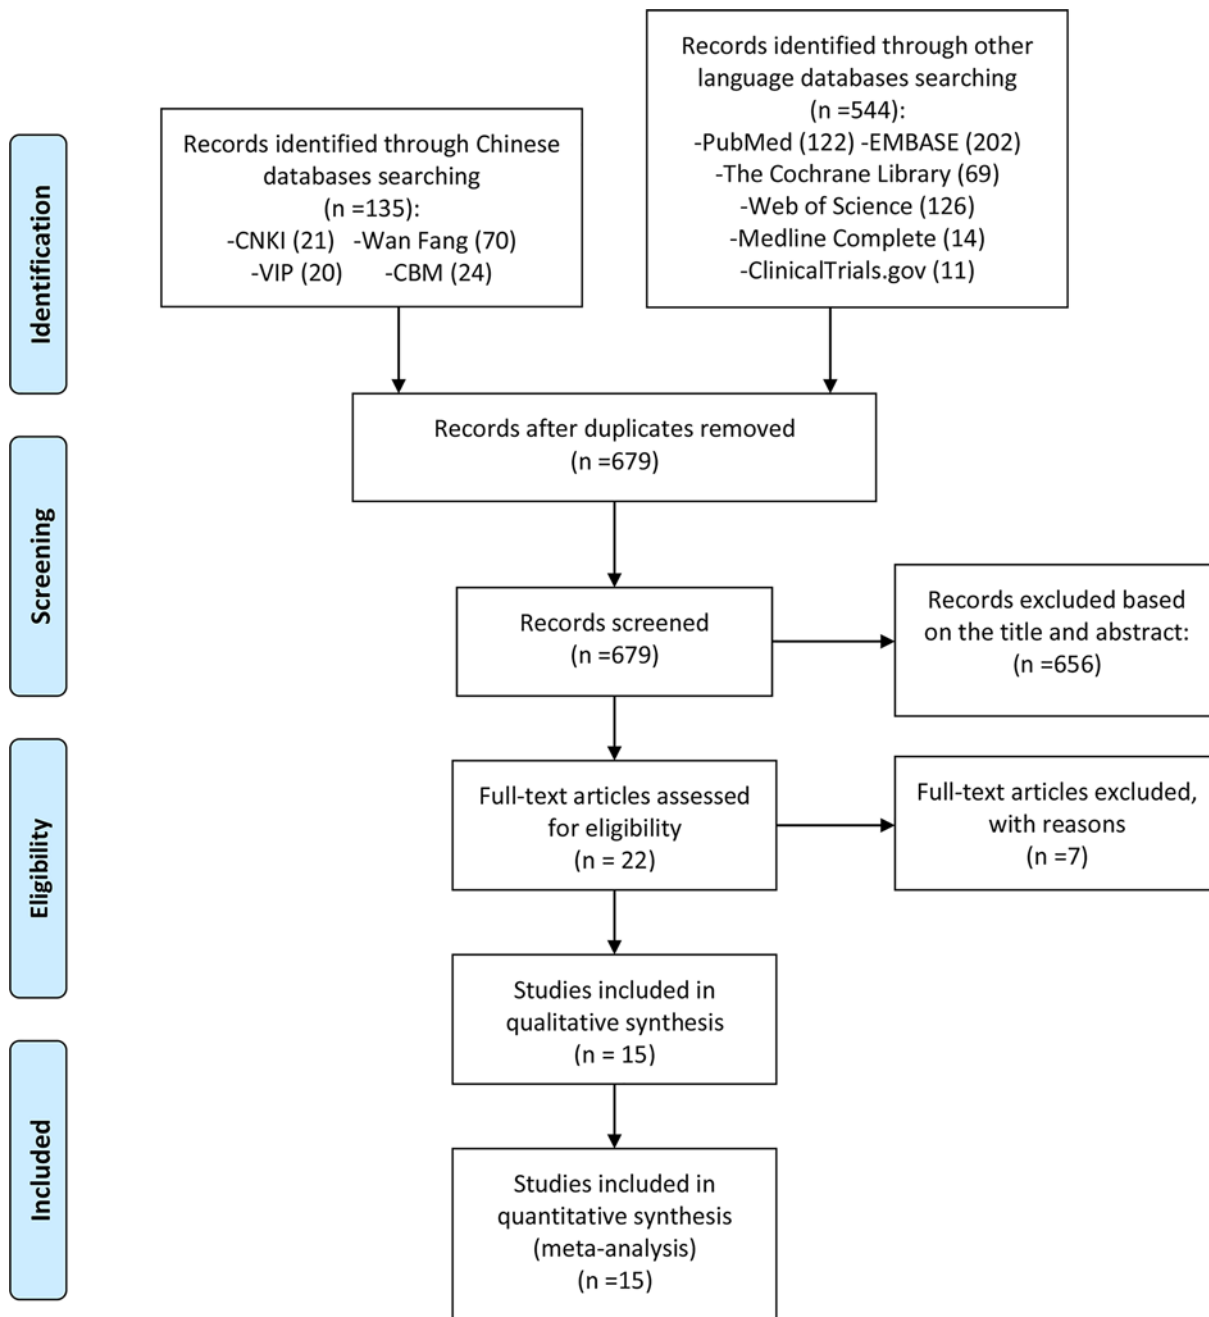 Records identified through other
language databases searching
(n =544):
-PubMed (122) -EMBASE (202)
-The Cochrane Library (69)
-Web of Science (126)
-Medline Complete (14)
-ClinicalTrials.gov (11)
Records identified through Chinese
databases searching
(n =135):
-CNKI (21) -Wan Fang (70)
-VIP (20) -CBM (24)
Identification
Records after duplicates removed
(n =679)
Screening
Records screened
(n =679)
Records excluded based
on the title and abstract:
(n =656)
Eligibility
Full-text articles assessed
for eligibility
(n = 22)
Full-text articles excluded,
with reasons
(n =7)
Studies included in
qualitative synthesis
(n = 15)
Included
Studies included in
quantitative synthesis
(meta-analysis)
(n =15)